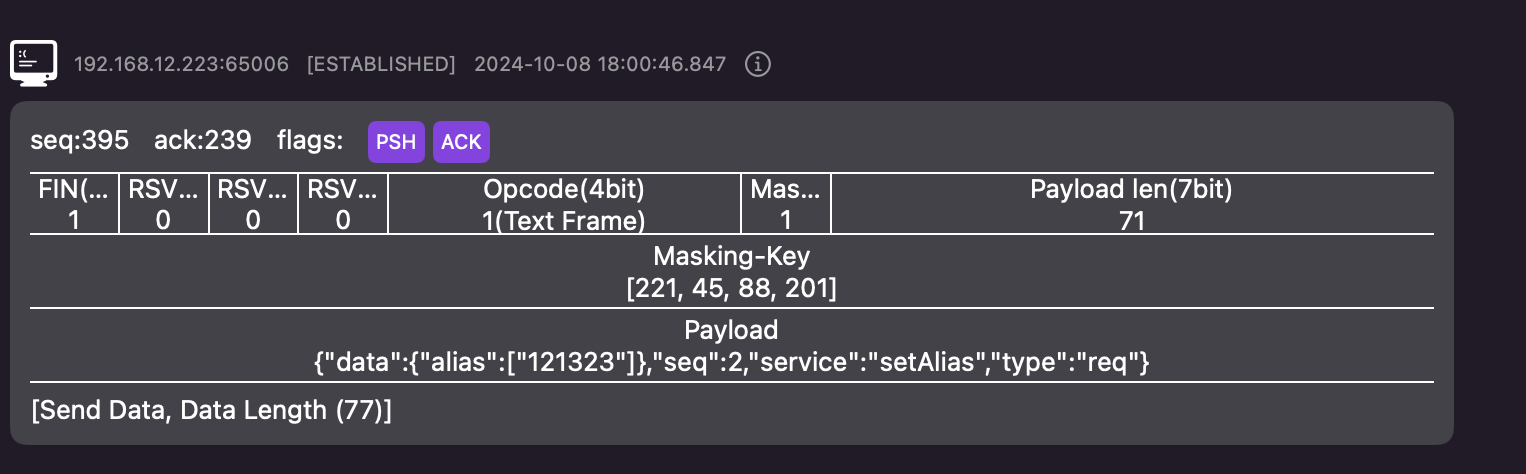 192.168.12.223:65006 [ESTABLISHED] 2024-10-08 18:00:46.847
seq:395 ack:239 flags: PSH ACK
FIN(... RSV... RSV... RSV... Opcode(4bit) Mas... Payload len(7bit)
1 0 0 0 1(Text Frame) 1 71
Masking-Key
[221, 45, 88, 201]
Payload
{"data":{"alias":["121323"]},"seq":2,"service":"setAlias","type":"req"}
[Send Data, Data Length (77)]